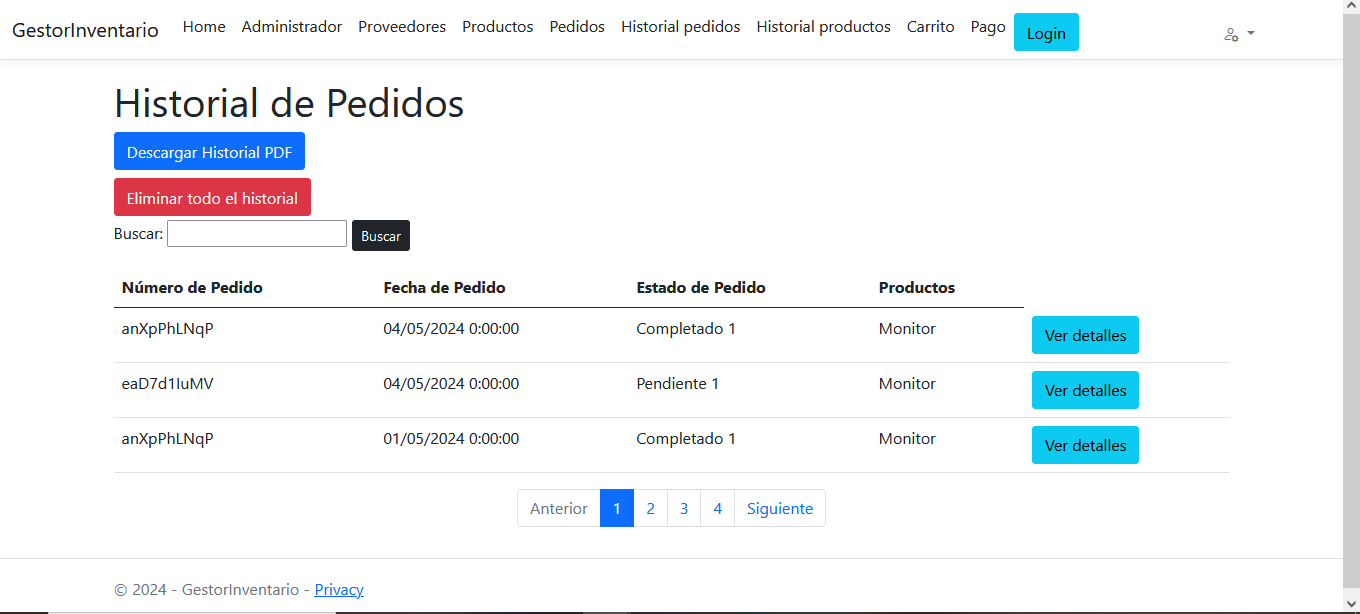 GestorInventario Home Administrador Proveedores Productos Pedidos Historial pedidos Historial productos Carrito Pago Login
Historial de Pedidos
Descargar Historial PDF
Eliminar todo el historial
Buscar: Buscar
Número de Pedido Fecha de Pedido Estado de Pedido Productos
anXpPhLNqP 04/05/2024 0:00:00 Completado 1 Monitor Ver detalles
eaD7d1IuMV 04/05/2024 0:00:00 Pendiente 1 Monitor Ver detalles
anXpPhLNqP 01/05/2024 0:00:00 Completado 1 Monitor Ver detalles
Anterior 1 2 3 4 Siguiente
© 2024 - GestorInventario - Privacy